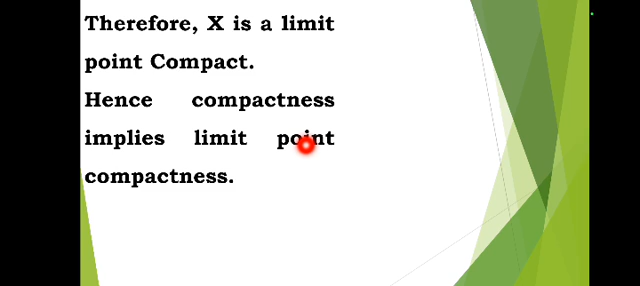 Therefore, X is a limit
point Compact.
Hence compactness
implies limit point
compactness.